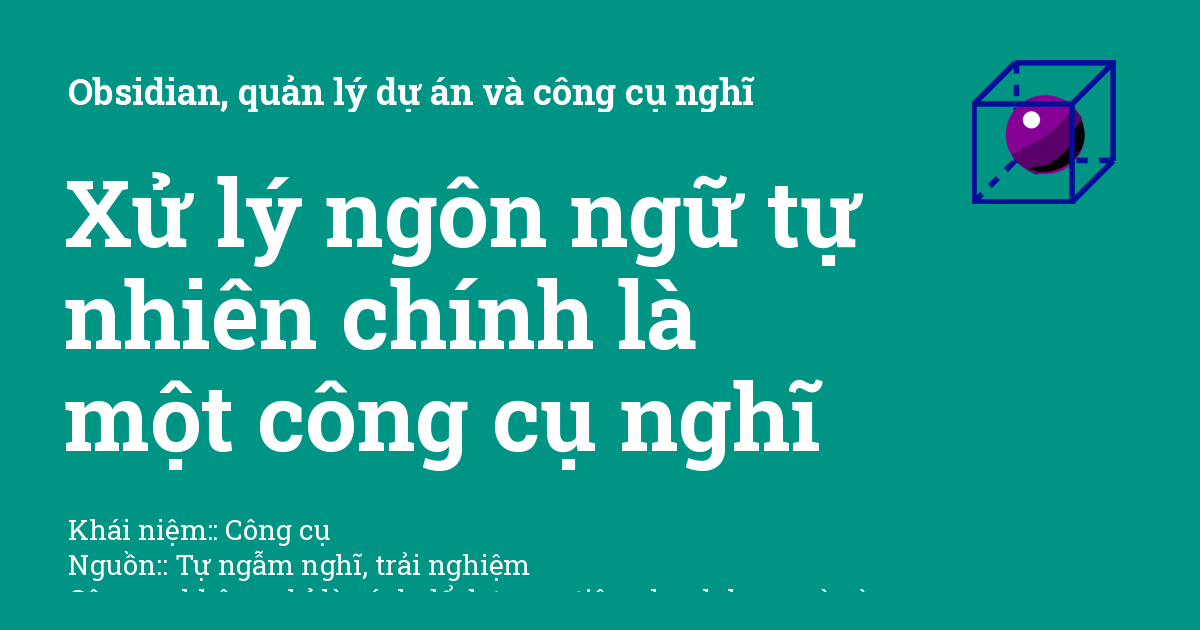 Obsidian, quản lý dự án và công cụ nghĩ
Xử lý ngôn ngữ tự
nhiên chính là
một công cụ nghĩ
Khái niệm:: Công cụ
Nguồn:: Tự ngẫm nghĩ, trải nghiệm